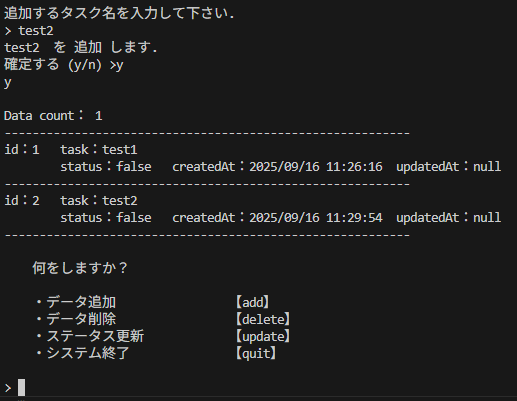 追加するタスク名を入力して下さい.
> test2
test2 を 追加 します.
確定する (y/n) >y
y
Data count： 1
----------------------------------------------------------
id：1 task：test1
status：false createdAt：2025/09/16 11:26:16 updatedAt：null
----------------------------------------------------------
id：2 task：test2
status：false createdAt：2025/09/16 11:29:54 updatedAt：null
----------------------------------------------------------
何をしますか？
・データ追加 【add】
・データ削除 【delete】
・ステータス更新 【update】
・システム終了 【quit】
>